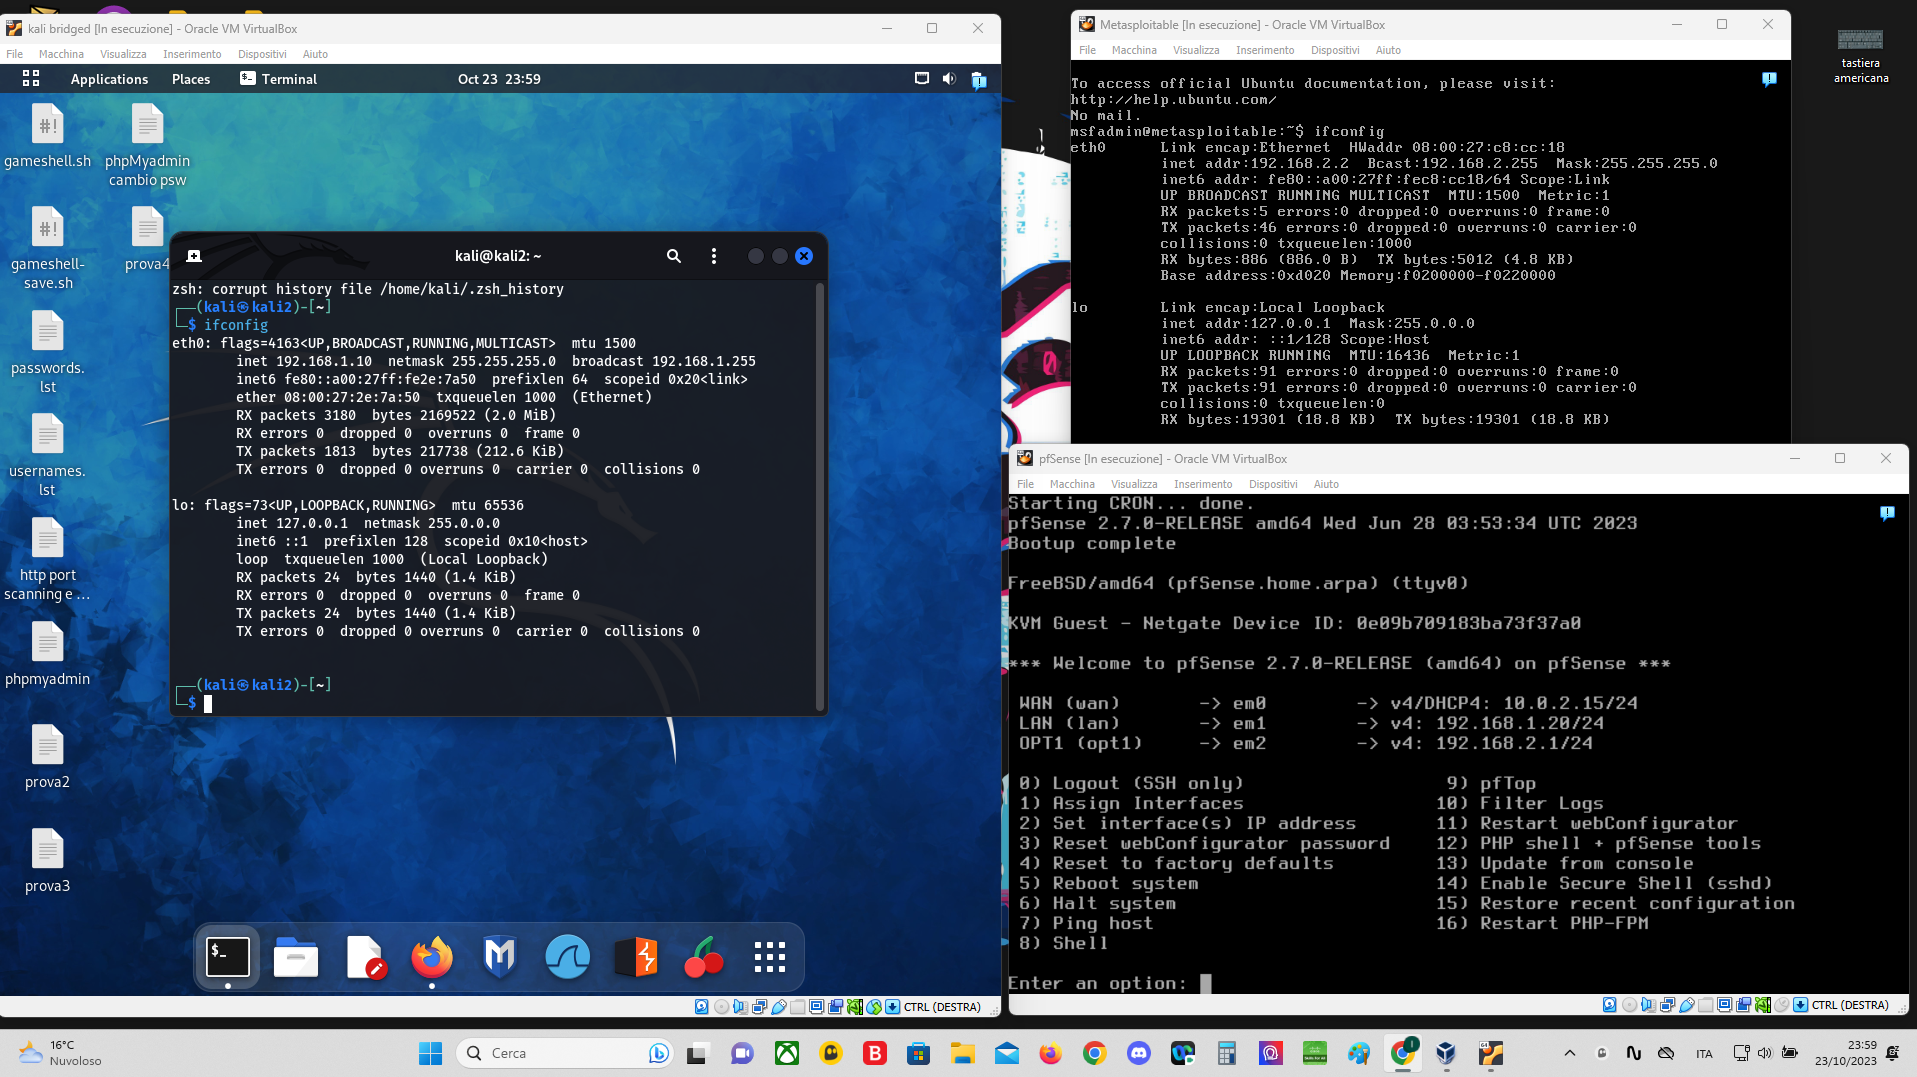 kali bridged [In esecuzione] - Oracle VM VirtualBox
File Macchina Visualizza Inserimento Dispositivi Aiuto
Applications Places Terminal Oct 23 23:59
gameshell.sh
phpMyadmin
cambio psw
gameshell-
save.sh
prova4
passwords.
lst
usernames.
lst
http port
scanning e ...
phpmyadmin
prova2
prova3
kali@kali2: ~
zsh: corrupt history file /home/kali/.zsh_history
(kali㉿kali2)-[~]
$ ifconfig
eth0: flags=4163<UP,BROADCAST,RUNNING,MULTICAST> mtu 1500
inet 192.168.1.10 netmask 255.255.255.0 broadcast 192.168.1.255
inet6 fe80::a00:27ff:fe2e:7a50 prefixlen 64 scopeid 0x20<link>
ether 08:00:27:2e:7a:50 txqueuelen 1000 (Ethernet)
RX packets 3180 bytes 2169522 (2.0 MiB)
RX errors 0 dropped 0 overruns 0 frame 0
TX packets 1813 bytes 217738 (212.6 KiB)
TX errors 0 dropped 0 overruns 0 carrier 0 collisions 0
lo: flags=73<UP,LOOPBACK,RUNNING> mtu 65536
inet 127.0.0.1 netmask 255.0.0.0
inet6 ::1 prefixlen 128 scopeid 0x10<host>
loop txqueuelen 1000 (Local Loopback)
RX packets 24 bytes 1440 (1.4 KiB)
RX errors 0 dropped 0 overruns 0 frame 0
TX packets 24 bytes 1440 (1.4 KiB)
TX errors 0 dropped 0 overruns 0 carrier 0 collisions 0
(kali㉿kali2)-[~]
$
CTRL (DESTRA)
Metasploitable [In esecuzione] - Oracle VM VirtualBox
File Macchina Visualizza Inserimento Dispositivi Aiuto
To access official Ubuntu documentation, please visit:
http://help.ubuntu.com/
No mail.
msfadmin@metasploitable:~$ ifconfig
eth0 Link encap:Ethernet HWaddr 08:00:27:c8:cc:18
inet addr:192.168.2.2 Bcast:192.168.2.255 Mask:255.255.255.0
inet6 addr: fe80::a00:27ff:fec8:cc18/64 Scope:Link
UP BROADCAST RUNNING MULTICAST MTU:1500 Metric:1
RX packets:5 errors:0 dropped:0 overruns:0 frame:0
TX packets:46 errors:0 dropped:0 overruns:0 carrier:0
collisions:0 txqueuelen:1000
RX bytes:886 (886.0 B) TX bytes:5012 (4.8 KB)
Base address:0xd020 Memory:f0200000-f0220000
lo Link encap:Local Loopback
inet addr:127.0.0.1 Mask:255.0.0.0
inet6 addr: ::1/128 Scope:Host
UP LOOPBACK RUNNING MTU:16436 Metric:1
RX packets:91 errors:0 dropped:0 overruns:0 frame:0
TX packets:91 errors:0 dropped:0 overruns:0 carrier:0
collisions:0 txqueuelen:0
RX bytes:19301 (18.8 KB) TX bytes:19301 (18.8 KB)
tastiera
americana
pfSense [In esecuzione] - Oracle VM VirtualBox
File Macchina Visualizza Inserimento Dispositivi Aiuto
Starting CRON... done.
pfSense 2.7.0-RELEASE amd64 Wed Jun 28 03:53:34 UTC 2023
Bootup complete
FreeBSD/amd64 (pfSense.home.arpa) (ttyv0)
KVM Guest - Netgate Device ID: 0e09b709183ba73f37a0
*** Welcome to pfSense 2.7.0-RELEASE (amd64) on pfSense ***
WAN (wan) -> em0 -> v4/DHCP4: 10.0.2.15/24
LAN (lan) -> em1 -> v4: 192.168.1.20/24
OPT1 (opt1) -> em2 -> v4: 192.168.2.1/24
0) Logout (SSH only) 9) pfTop
1) Assign Interfaces 10) Filter Logs
2) Set interface(s) IP address 11) Restart webConfigurator
3) Reset webConfigurator password 12) PHP shell + pfSense tools
4) Reset to factory defaults 13) Update from console
5) Reboot system 14) Enable Secure Shell (sshd)
6) Halt system 15) Restore recent configuration
7) Ping host 16) Restart PHP-FPM
8) Shell
Enter an option:
CTRL (DESTRA)
16°C
Nuvoloso
Cerca
ITA
23:59
23/10/2023